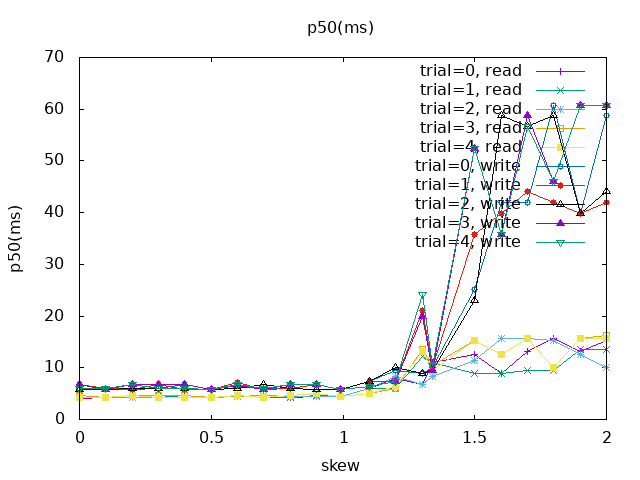 p50(ms)
70
60
50
40
30
20
10
0
p50(ms)
trial=0, read
trial=1, read
trial=2, read
trial=3, read
trial=4, read
trial=0, write
trial=1, write
trial=2, write
trial=3, write
trial=4, write
0 0.5 1 1.5 2
skew